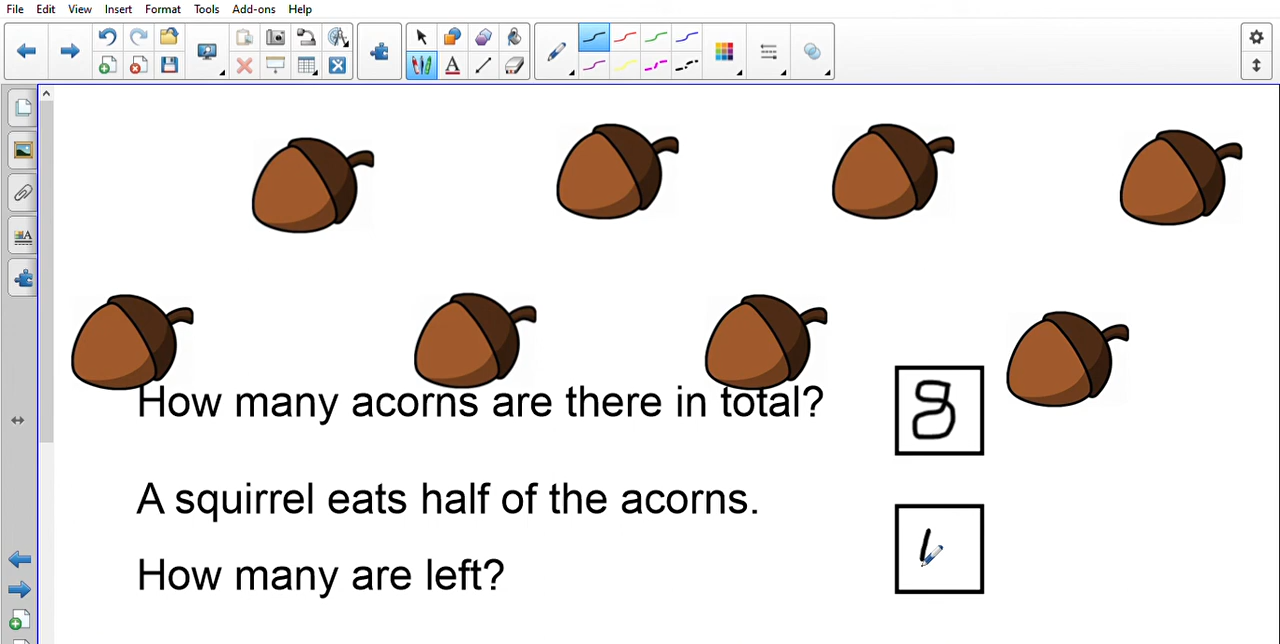 File Edit View Insert Format Tools Add-ons Help
How many acorns are there in total?
8
A squirrel eats half of the acorns.
How many are left?